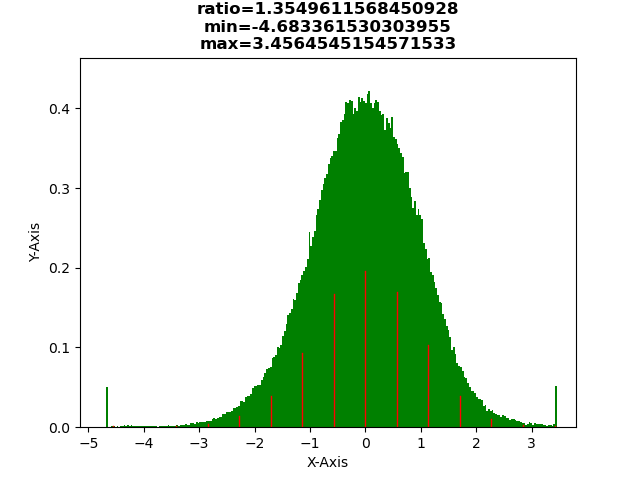 ratio=1.3549611568450928
min=-4.683361530303955
max=3.4564545154571533
0.4
0.3
0.2
0.1
0.0
Y-Axis
−5 −4 −3 −2 −1 0 1 2 3
X-Axis